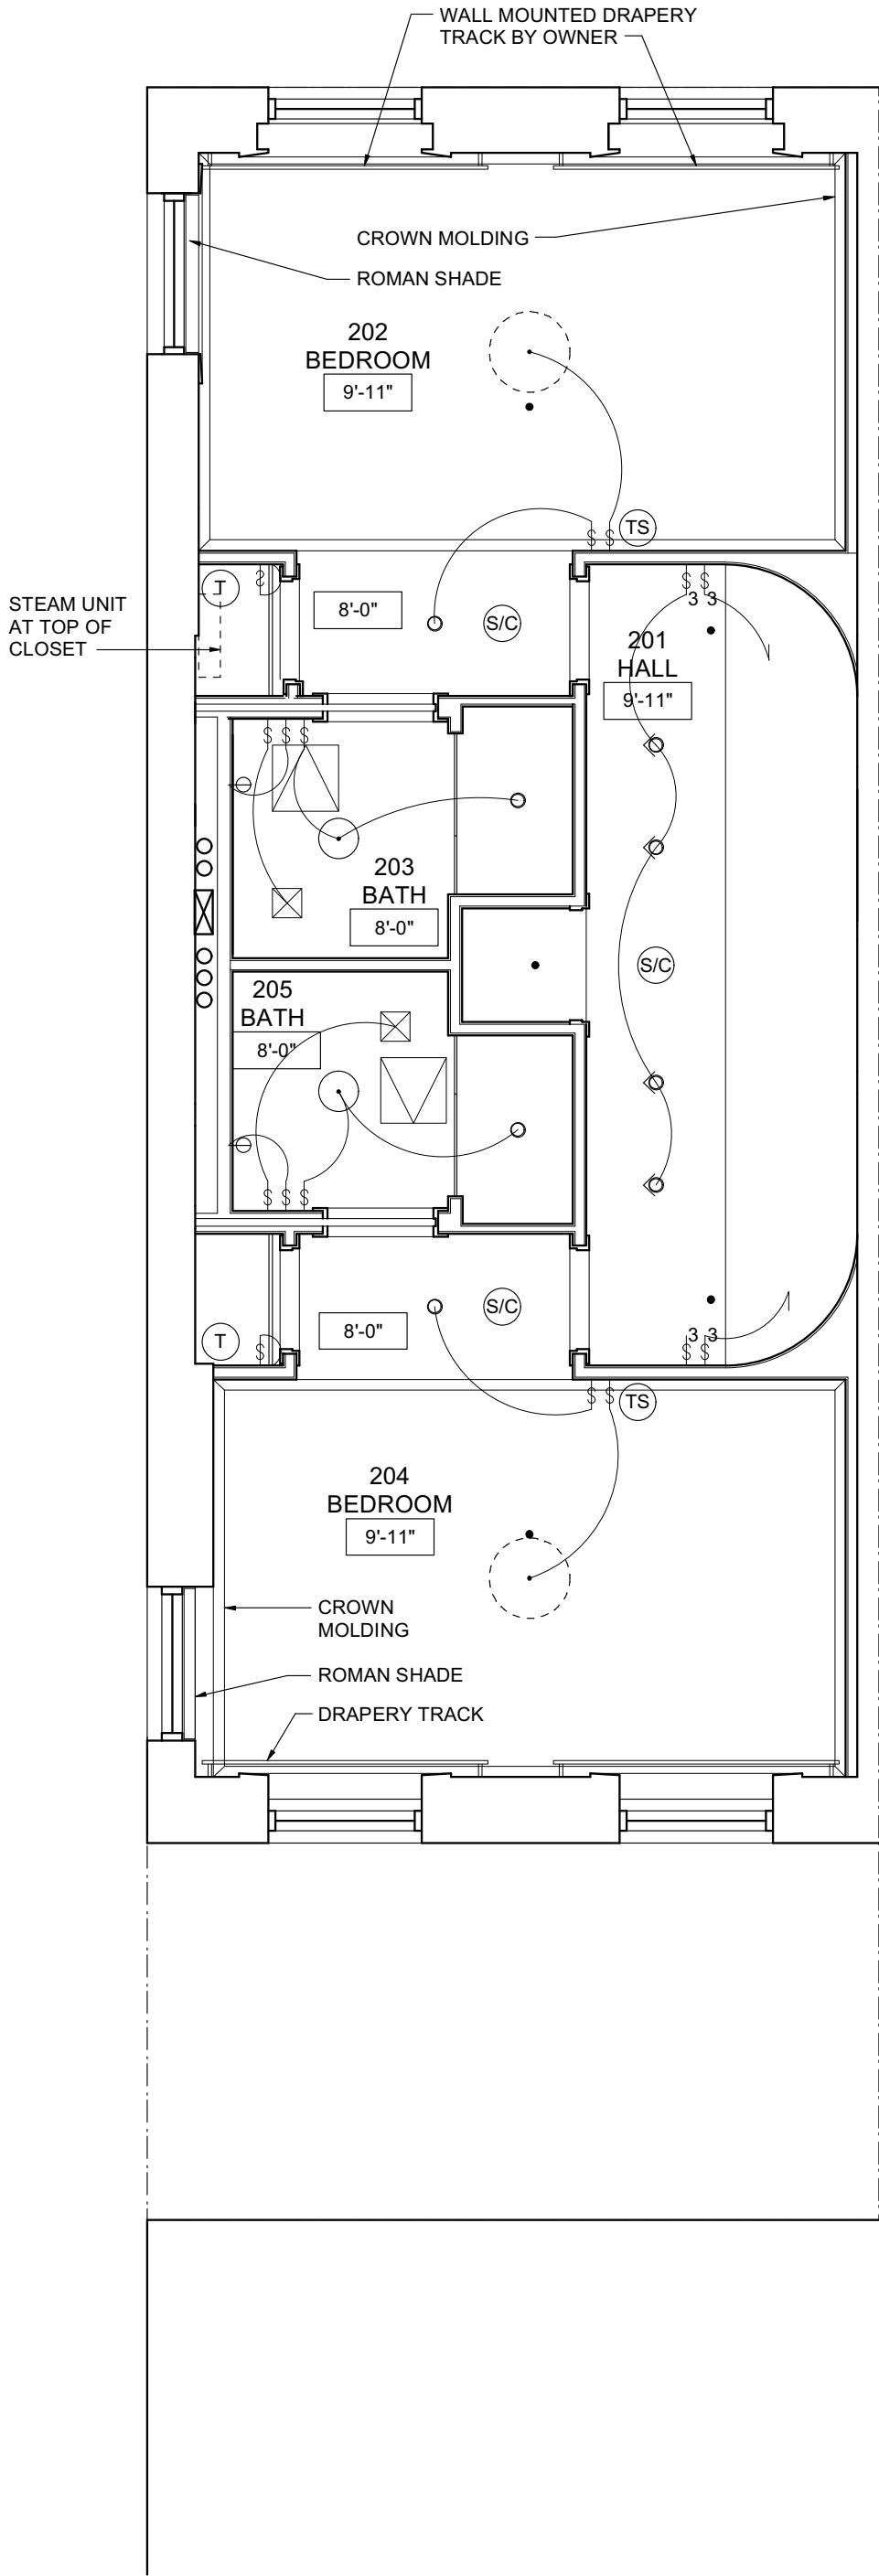 WALL MOUNTED DRAPERY
TRACK BY OWNER
CROWN MOLDING
ROMAN SHADE
202
BEDROOM
9'-11"
$ $
TS
T
$
STEAM UNIT
AT TOP OF
CLOSET
8'-0"
S/C
$ $
3 3
201
HALL
9'-11"
$ $ $
203
BATH
8'-0"
S/C
205
BATH
8'-0"
$ $ $
8'-0"
S/C
T
$
3 3
$ $
$ $
TS
204
BEDROOM
9'-11"
CROWN
MOLDING
ROMAN SHADE
DRAPERY TRACK